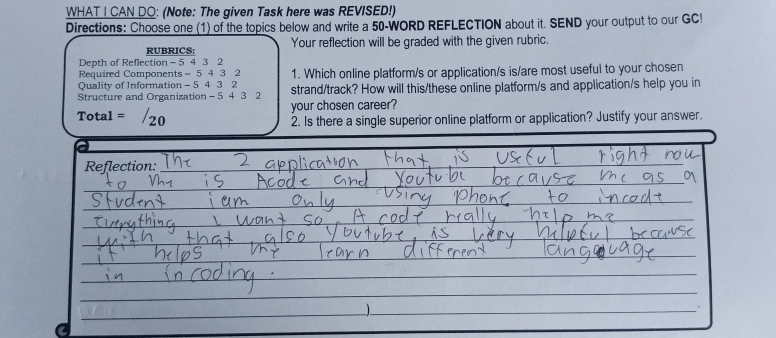 WHAT I CAN DO: (Note: The given Task here was REVISED!)
Directions: Choose one (1) of the topics below and write a 50-WORD REFLECTION about it. SEND your output to our GC!
Your reflection will be graded with the given rubric.
RUBRICS:
Depth of Reflection – 5 4 3 2
Required Components – 5 4 3 2
Quality of Information – 5 4 3 2
Structure and Organization – 5 4 3 2
Total = /20
1. Which online platform/s or application/s is/are most useful to your chosen
strand/track? How will this/these online platform/s and application/s help you in
your chosen career?
2. Is there a single superior online platform or application? Justify your answer.
Reflection: The 2 application that is useful right now
to me is Acode and Youtube because me as a
Student i am only using phone to incode
everything I want so A code really help me
with that also Youtube is very helpful because
it helps me learn different language
in in coding.